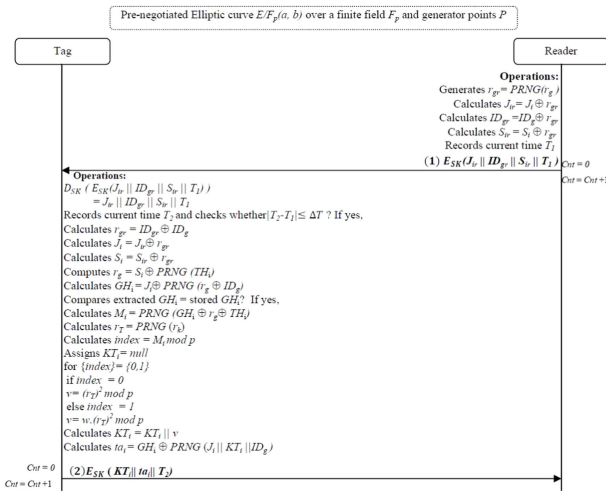 Pre-negotiated Elliptic curve E/Fp(a, b) over a finite field Fp and generator points P
Tag
Reader
Operations:
Generates r_gr= PRNG(r_g )
Calculates J_ir= J_i ⊕ r_gr
Calculates ID_gr =ID_g⊕ r_gr
Calculates S_ir = S_i ⊕ r_gr
Records current time T_1
(1) E_SK(J_ir || ID_gr || S_ir || T_1 )
Cnt = 0
Cnt = Cnt +1
Operations:
D_SK ( E_SK(J_ir || ID_gr || S_ir || T_1) )
= J_ir || ID_gr || S_ir || T_1
Records current time T_2 and checks whether|T_2-T_1|≤ ΔT ? If yes,
Calculates r_gr = ID_gr ⊕ ID_g
Calculates J_i = J_ir⊕ r_gr
Calculates S_i = S_ir ⊕ r_gr
Computes r_g = S_i ⊕ PRNG (TH_i)
Calculates GH_i = J_i⊕ PRNG (r_g ⊕ ID_g)
Compares extracted GH_i = stored GH_i? If yes,
Calculates M_i = PRNG (GH_i ⊕ r_g⊕ TH_i)
Calculates r_T = PRNG (r_k)
Calculates index = M_i mod p
Assigns KT_i = null
for {index}= {0,1}
if index = 0
v= (r_T)^2 mod p
else index = 1
v= w.(r_T)^2 mod p
Calculates KT_i = KT_i || v
Calculates ta_i = GH_i ⊕ PRNG (J_i || KT_i ||ID_g )
Cnt = 0
(2)E_SK ( KT_i|| ta_i|| T_2)
Cnt = Cnt +1